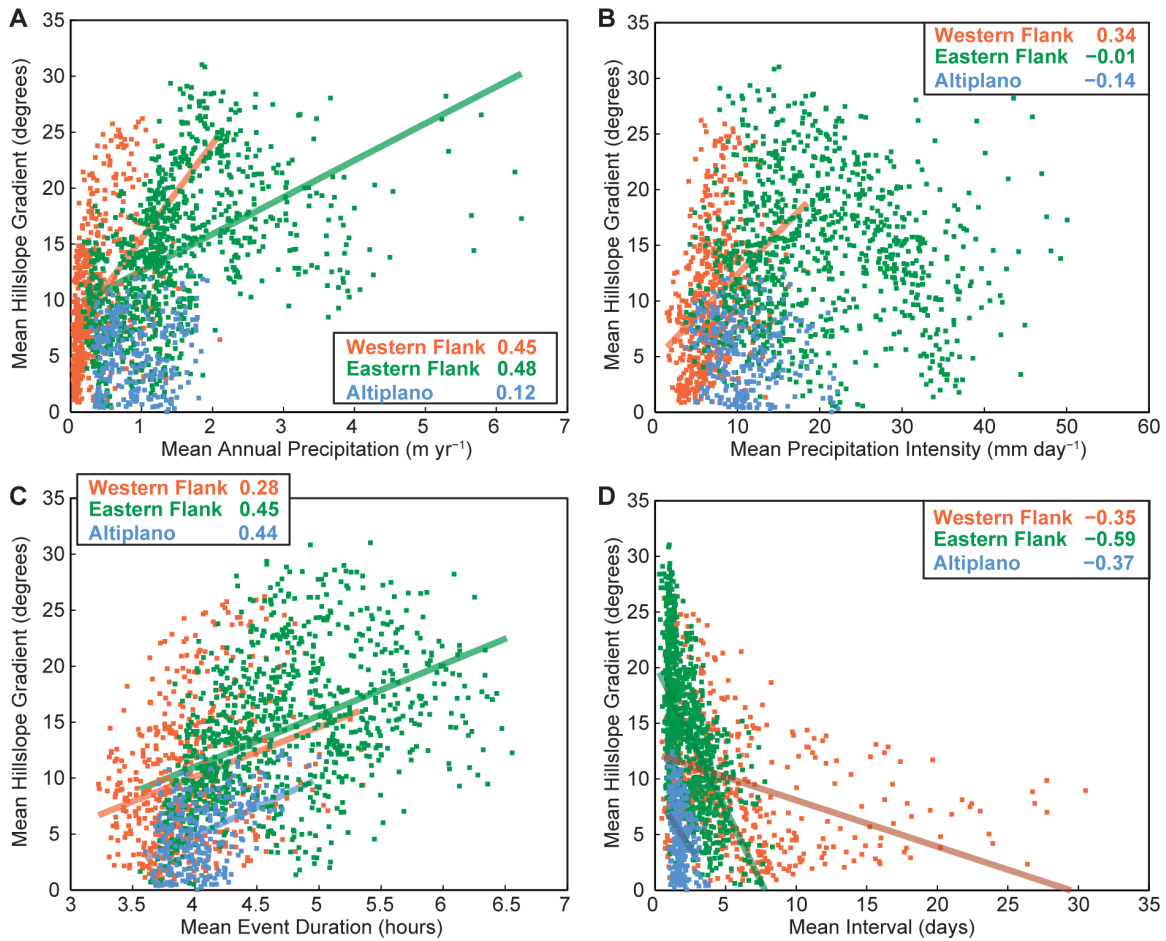 A
35
30
25
20
15
10
5
0
Mean Hillslope Gradient (degrees)
Western Flank 0.45
Eastern Flank 0.48
Altiplano 0.12
0 1 2 3 4 5 6 7
Mean Annual Precipitation (m yr⁻¹)
B
35
30
25
20
15
10
5
0
Mean Hillslope Gradient (degrees)
Western Flank 0.34
Eastern Flank −0.01
Altiplano −0.14
0 10 20 30 40 50 60
Mean Precipitation Intensity (mm day⁻¹)
C
35
30
25
20
15
10
5
0
Mean Hillslope Gradient (degrees)
Western Flank 0.28
Eastern Flank 0.45
Altiplano 0.44
3 3.5 4 4.5 5 5.5 6 6.5 7
Mean Event Duration (hours)
D
35
30
25
20
15
10
5
0
Mean Hillslope Gradient (degrees)
Western Flank −0.35
Eastern Flank −0.59
Altiplano −0.37
0 5 10 15 20 25 30 35
Mean Interval (days)